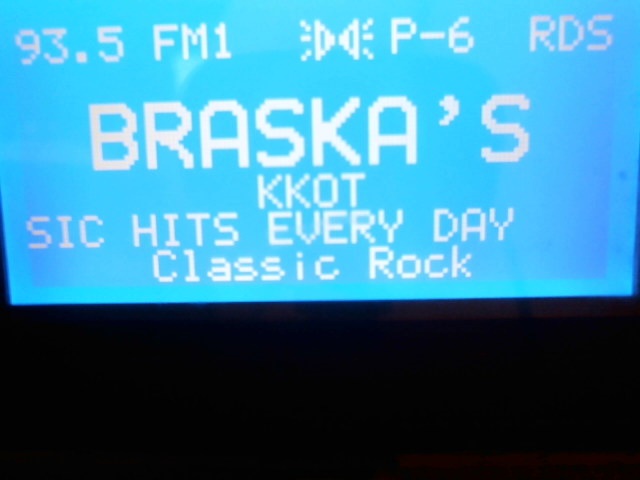 93.5 FM1 P-6 RDS
BRASKA'S
KKOT
SIC HITS EVERY DAY
Classic Rock